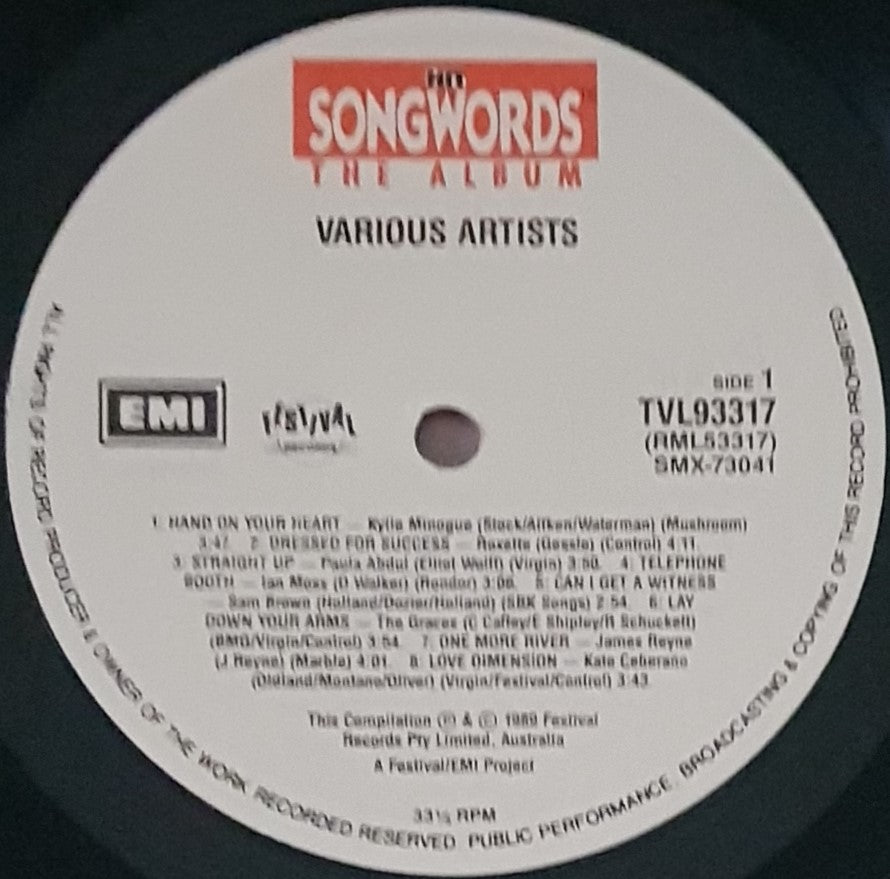 HIT
SONGWORDS
THE ALBUM
VARIOUS ARTISTS
EMI
FESTIVAL
SIDE 1
TVL93317
(RML53317)
SMX-73041
1. HAND ON YOUR HEART — Kylie Minogue (Stock/Aitken/Waterman) (Mushroom)
3.47 2. DRESSED FOR SUCCESS — Roxette (Gessle) (Control) 4.11
3. STRAIGHT UP — Paula Abdul (Elliot Wolff) (Virgin) 3.50 4. TELEPHONE
BOOTH — Ian Moss (D Walker) (Rondor) 3.06 5. CAN I GET A WITNESS
— Sam Brown (Holland/Dozier/Holland) (SBK Songs) 2.54 6. LAY
DOWN YOUR ARMS — The Graces (C Caffey/E Shipley/R Schuckett)
(BMG/Virgin/Control) 3.54 7. ONE MORE RIVER — James Reyne
(J Reyne) (Marble) 4.01 8. LOVE DIMENSION — Kate Ceberano
(Oldland/Montano/Oliver) (Virgin/Festival/Control) 3.43
This Compilation Ⓟ & © 1989 Festival
Records Pty Limited, Australia
A Festival/EMI Project
33⅓ RPM
ALL RIGHTS OF RECORD PRODUCER & OWNER OF THE WORK RECORDED RESERVED. PUBLIC PERFORMANCE, BROADCASTING & COPYING OF THIS RECORD PROHIBITED